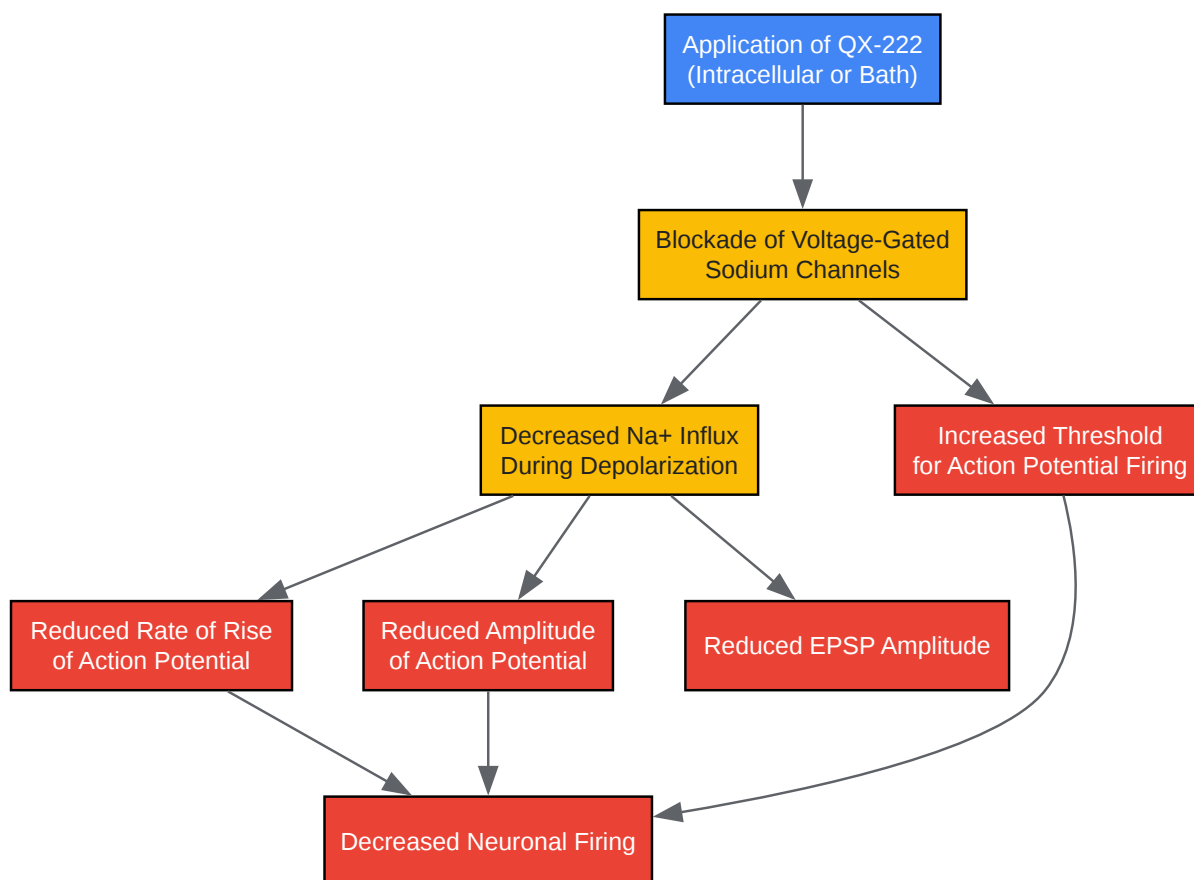 Application of QX-222
(Intracellular or Bath)
Blockade of Voltage-Gated
Sodium Channels
Decreased Na+ Influx
During Depolarization
Increased Threshold
for Action Potential Firing
Reduced Rate of Rise
of Action Potential
Reduced Amplitude
of Action Potential
Reduced EPSP Amplitude
Decreased Neuronal Firing